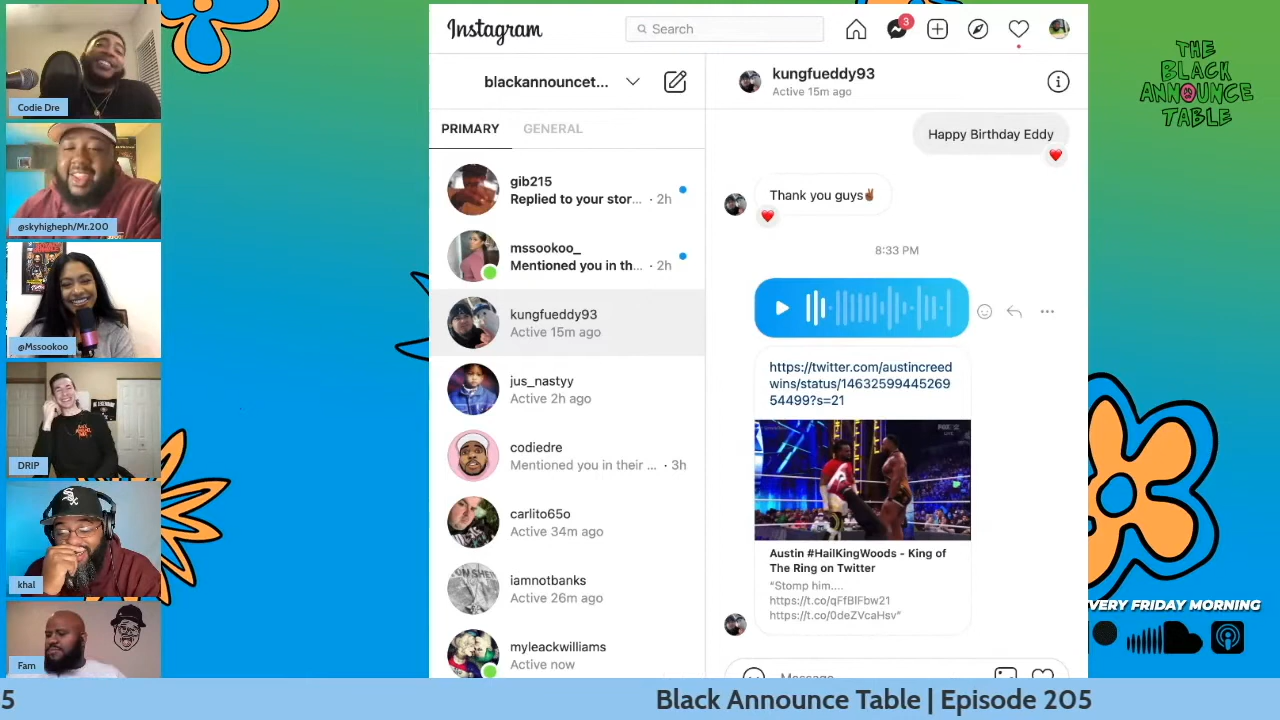 Codie Dre
@skyhigheph/Mr.200
@Mssookoo
DRIP
khal
Fam
Instagram
Search
3
blackannouncet...
PRIMARY
GENERAL
gib215
Replied to your stor... · 2h
mssookoo_
Mentioned you in th... · 2h
kungfueddy93
Active 15m ago
jus_nastyy
Active 2h ago
codiedre
Mentioned you in their ... · 3h
carlito65o
Active 34m ago
iamnotbanks
Active 26m ago
myleackwilliams
Active now
kungfueddy93
Active 15m ago
Happy Birthday Eddy
Thank you guys✌🏾
8:33 PM
https://twitter.com/austincreed
wins/status/14632599445269
54499?s=21
Austin #HailKingWoods - King of
The Ring on Twitter
"Stomp him....
https://t.co/qFfBlFbw21
https://t.co/0deZVcaHsv"
THE
BLACK
ANNOUNCE
TABLE
EVERY FRIDAY MORNING
5
Black Announce Table | Episode 205